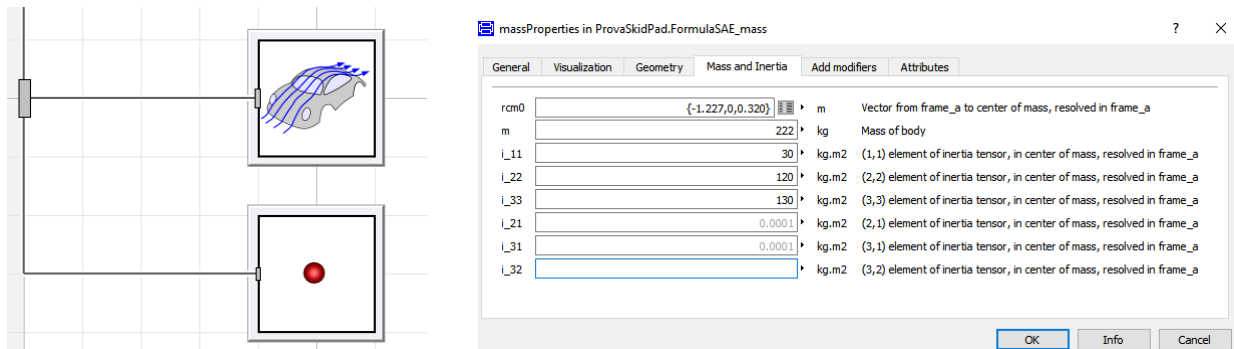 massProperties in ProvaSkidPad.FormulaSAE_mass ? ×
General Visualization Geometry Mass and Inertia Add modifiers Attributes
rcm0 {-1.227,0,0.320} m Vector from frame_a to center of mass, resolved in frame_a
m 222 kg Mass of body
i_11 30 kg.m2 (1,1) element of inertia tensor, in center of mass, resolved in frame_a
i_22 120 kg.m2 (2,2) element of inertia tensor, in center of mass, resolved in frame_a
i_33 130 kg.m2 (3,3) element of inertia tensor, in center of mass, resolved in frame_a
i_21 0.0001 kg.m2 (2,1) element of inertia tensor, in center of mass, resolved in frame_a
i_31 0.0001 kg.m2 (3,1) element of inertia tensor, in center of mass, resolved in frame_a
i_32 kg.m2 (3,2) element of inertia tensor, in center of mass, resolved in frame_a
OK Info Cancel